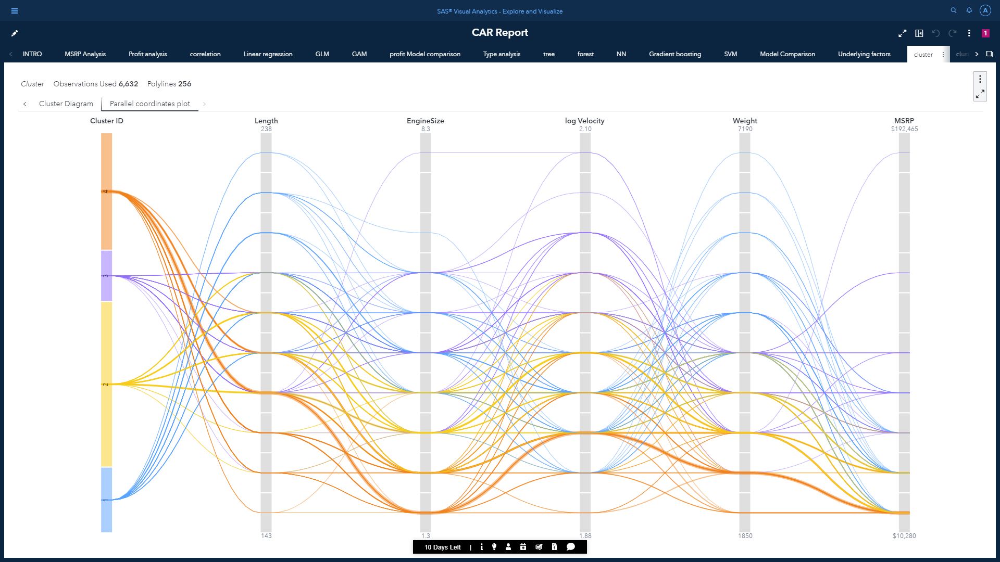 SAS® Visual Analytics - Explore and Visualize
A
CAR Report
1
INTRO MSRP Analysis Profit analysis correlation Linear regression GLM GAM profit Model comparison Type analysis tree forest NN Gradient boosting SVM Model Comparison Underlying factors cluster clus
Cluster Observations Used 6,632 Polylines 256
Cluster Diagram Parallel coordinates plot
Cluster ID Length EngineSize log Velocity Weight MSRP
238 8.3 2.10 7190 $192,465
4
3
2
1
143 1.3 1.88 1850 $10,280
10 Days Left |